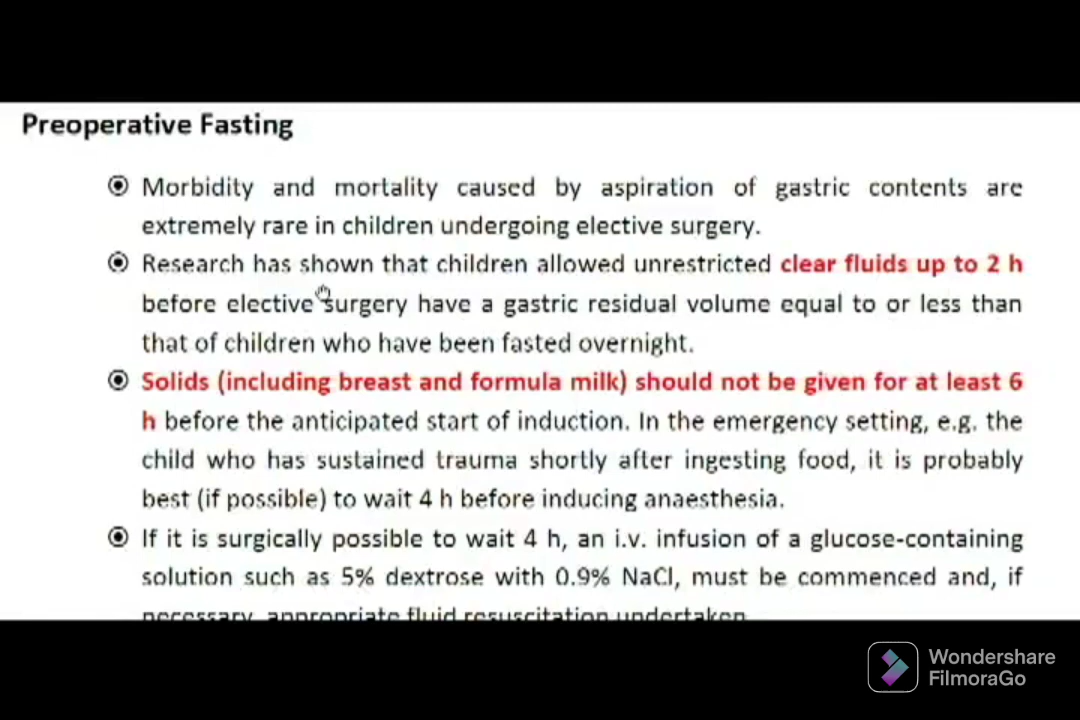 Preoperative Fasting
Morbidity and mortality caused by aspiration of gastric contents are
extremely rare in children undergoing elective surgery.
Research has shown that children allowed unrestricted clear fluids up to 2 h
before elective surgery have a gastric residual volume equal to or less than
that of children who have been fasted overnight.
Solids (including breast and formula milk) should not be given for at least 6
h before the anticipated start of induction. In the emergency setting, e.g. the
child who has sustained trauma shortly after ingesting food, it is probably
best (if possible) to wait 4 h before inducing anaesthesia.
If it is surgically possible to wait 4 h, an i.v. infusion of a glucose-containing
solution such as 5% dextrose with 0.9% NaCl, must be commenced and, if
necessary, appropriate fluid resuscitation undertaken
Wondershare
FilmoraGo